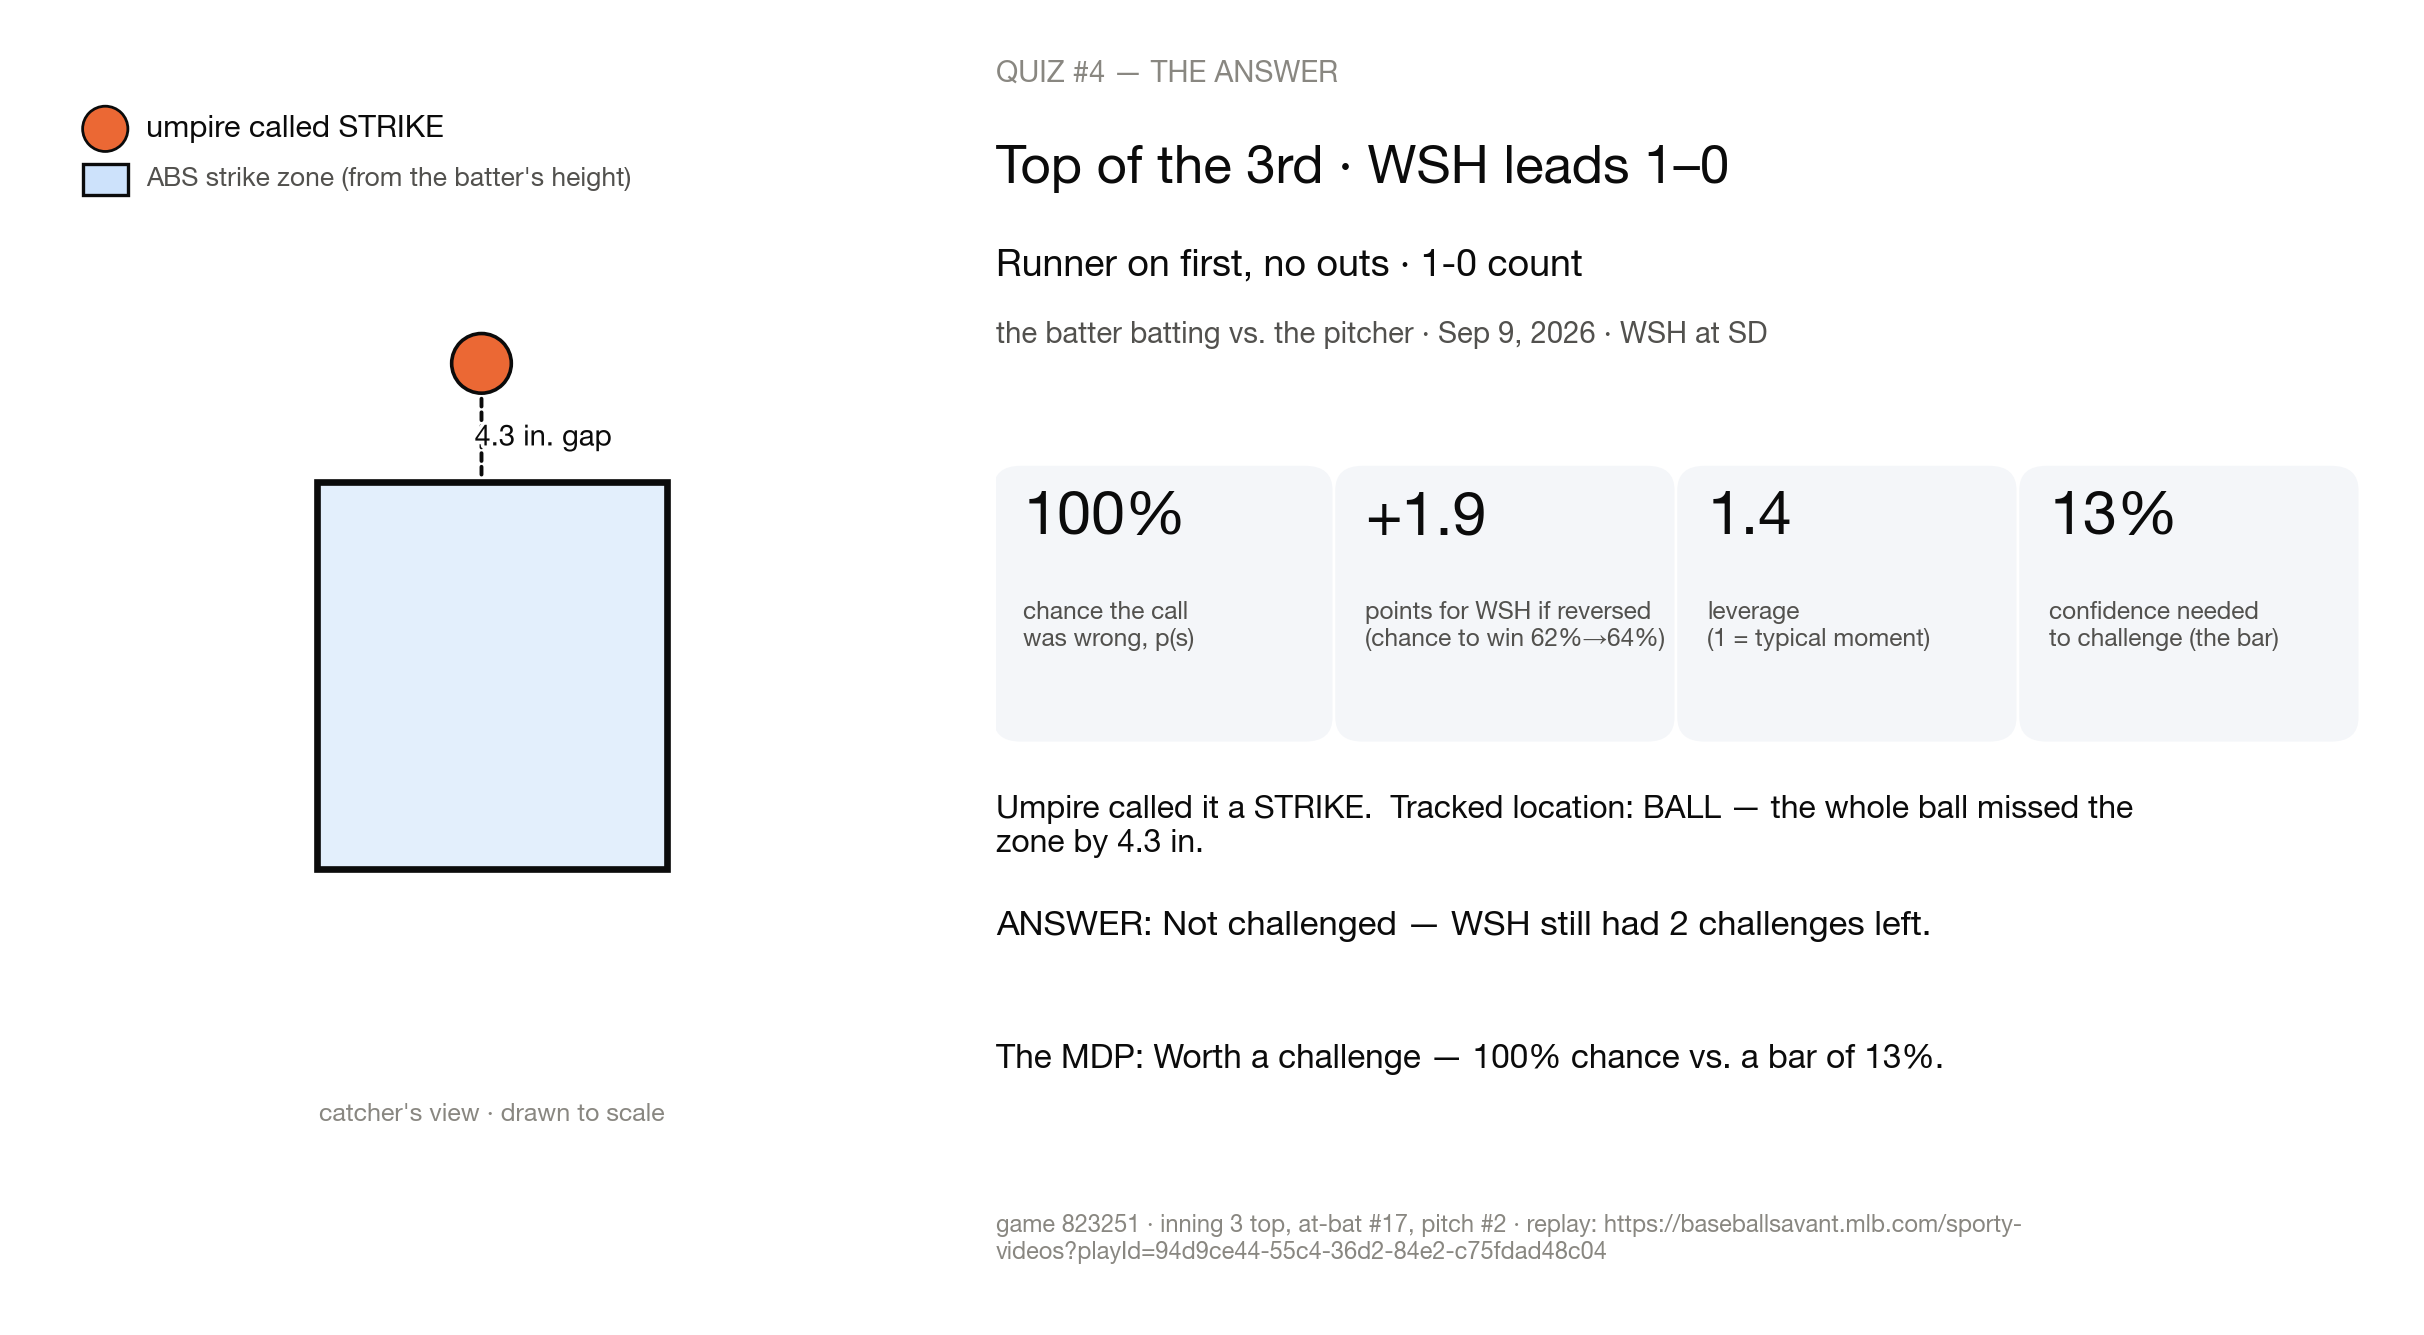 QUIZ #4 — THE ANSWER
umpire called STRIKE
ABS strike zone (from the batter's height)
Top of the 3rd · WSH leads 1–0
Runner on first, no outs · 1-0 count
the batter batting vs. the pitcher · Sep 9, 2026 · WSH at SD
4.3 in. gap
100%
chance the call
was wrong, p(s)
+1.9
points for WSH if reversed
(chance to win 62%→64%)
1.4
leverage
(1 = typical moment)
13%
confidence needed
to challenge (the bar)
Umpire called it a STRIKE.  Tracked location: BALL — the whole ball missed the
zone by 4.3 in.
ANSWER: Not challenged — WSH still had 2 challenges left.
The MDP: Worth a challenge — 100% chance vs. a bar of 13%.
catcher's view · drawn to scale
game 823251 · inning 3 top, at-bat #17, pitch #2 · replay: https://baseballsavant.mlb.com/sporty-
videos?playId=94d9ce44-55c4-36d2-84e2-c75fdad48c04